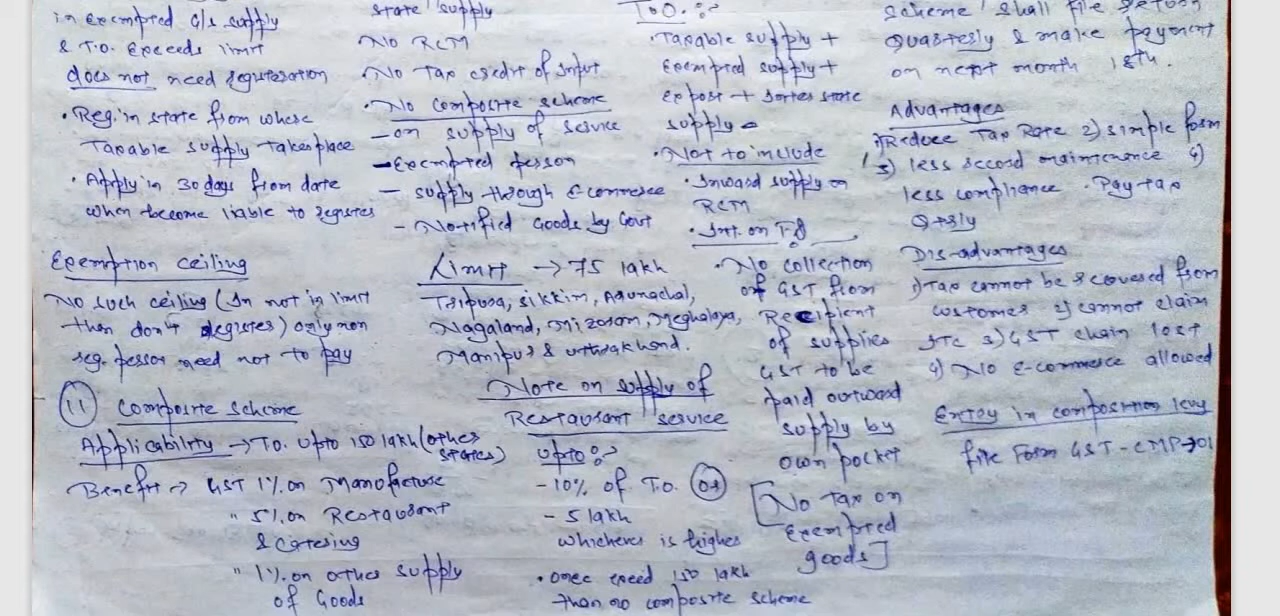 in Exempted G/s supply
& T.O. Exceeds limit
does not need registeration
• Reg. in state from where
Taxable supply takes place
• Apply in 30 days from date
when become liable to register
Exemption ceiling
No such ceiling (In not in limit
than don't register) only non
reg. person need not to pay
(11) Composite Scheme
Applicability → T.O. upto 150 lakh (other
states)
Benefit → GST 1% on Manufacture
" 5% on Restaurant
& Catering
" 1% on other supply
of Goods
state supply
No RCM
No Tax credit of Input
• No composite scheme
- on supply of service
- Exempted person
- supply through E-commerce
- Notified Goods by Govt
Limit → 75 lakh
Tripura, Sikkim, Arunachal,
Nagaland, Mizoram, Meghalaya,
Manipur & Uttrakhand.
Note on supply of
Restaurant service
Upto :-
- 10% of T.O. (or)
- 5 lakh
whichever is higher
• once exeed 150 lakh
than no composite scheme
T.O. :-
• Taxable supply +
Exempted supply +
Export + Inter state
supply
• Not to include
• Inward supply on
RCM
• Int. on T.D
• No collection
of GST from
Recipient
of supplies
GST to be
paid outward
supply by
own pocket
[No Tax on
Exempted
goods]
scheme shall file return
Quarterly & make payment
on next month 18th.
Advantages
1) Reduce Tax Rate 2) simple form
3) less record maintenence 4)
less compliance • Pay tax
Qtrly
Dis-advantages
1) Tax cannot be recovered from
customer 2) cannot claim
ITC 3) GST chain lost
4) No E-commerce allowed
Entry in composition levy
file Form GST-CMP-01